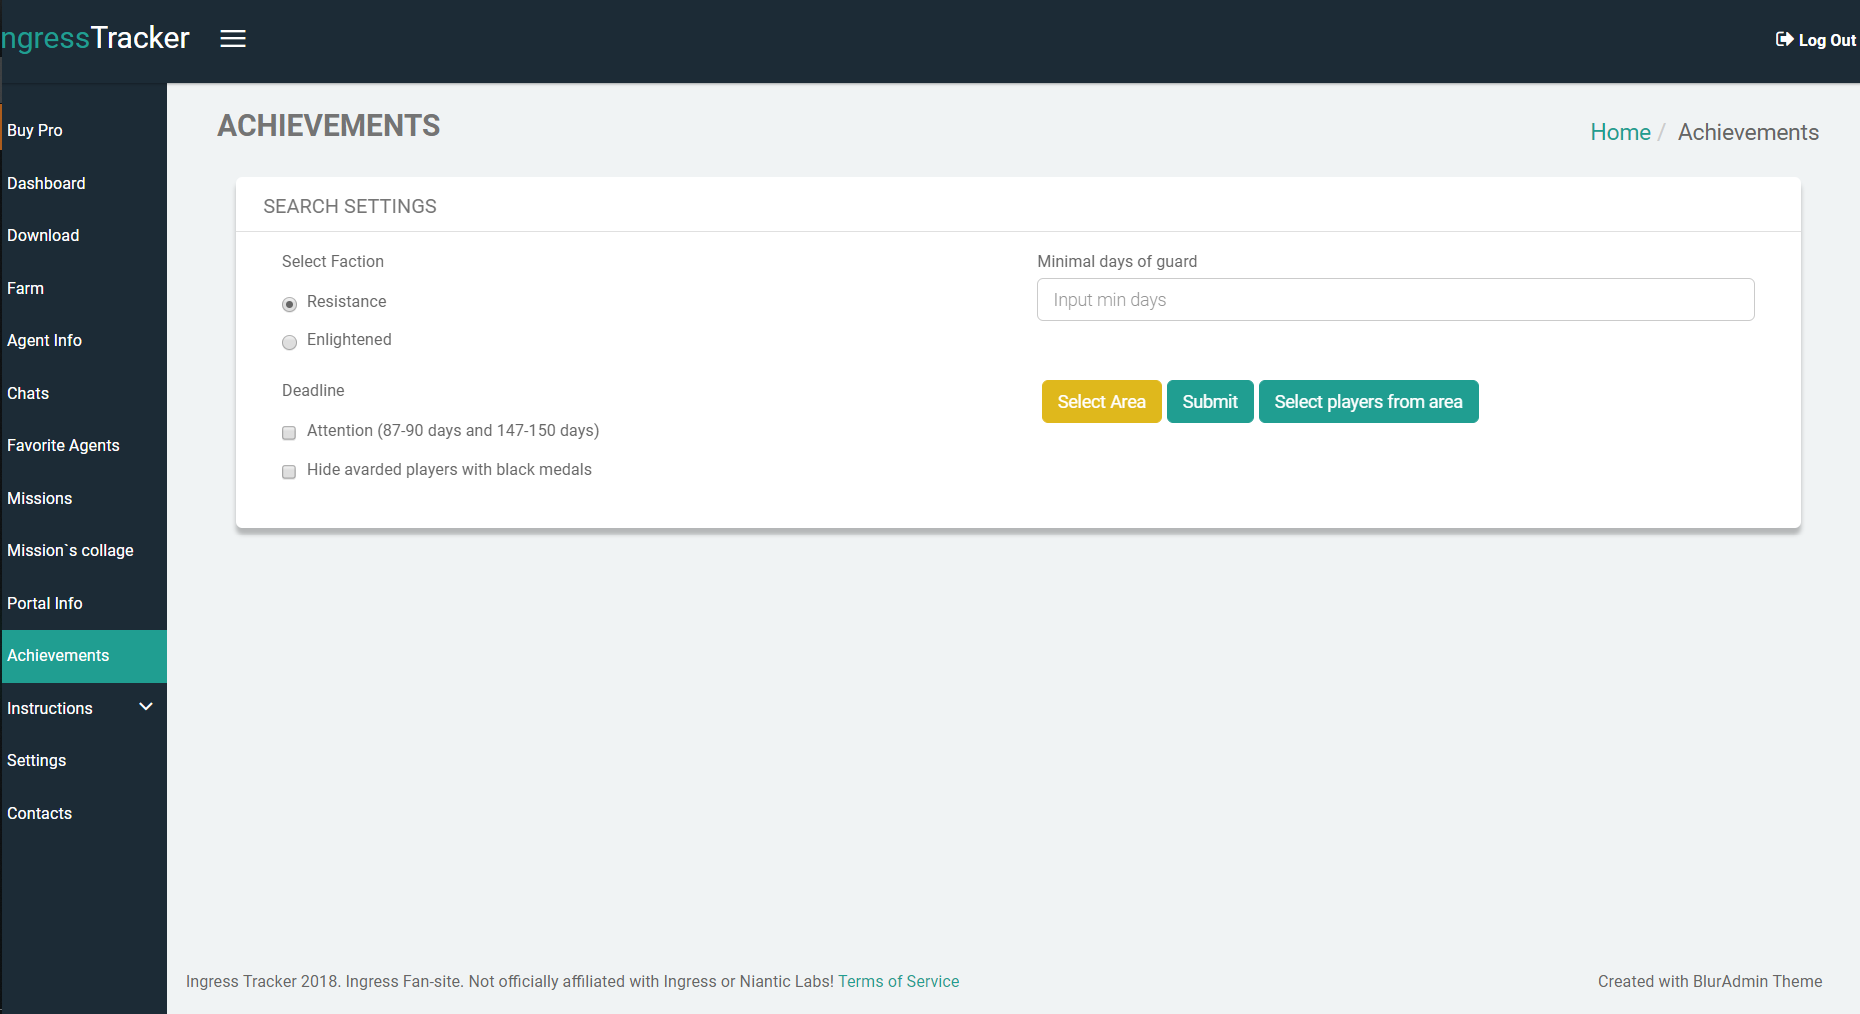 ngressTracker
Log Out
Buy Pro
Dashboard
Download
Farm
Agent Info
Chats
Favorite Agents
Missions
Mission`s collage
Portal Info
Achievements
Instructions
Settings
Contacts
ACHIEVEMENTS
Home / Achievements
SEARCH SETTINGS
Select Faction
Resistance
Enlightened
Deadline
Attention (87-90 days and 147-150 days)
Hide avarded players with black medals
Minimal days of guard
Input min days
Select Area
Submit
Select players from area
Ingress Tracker 2018. Ingress Fan-site. Not officially affiliated with Ingress or Niantic Labs! Terms of Service
Created with BlurAdmin Theme